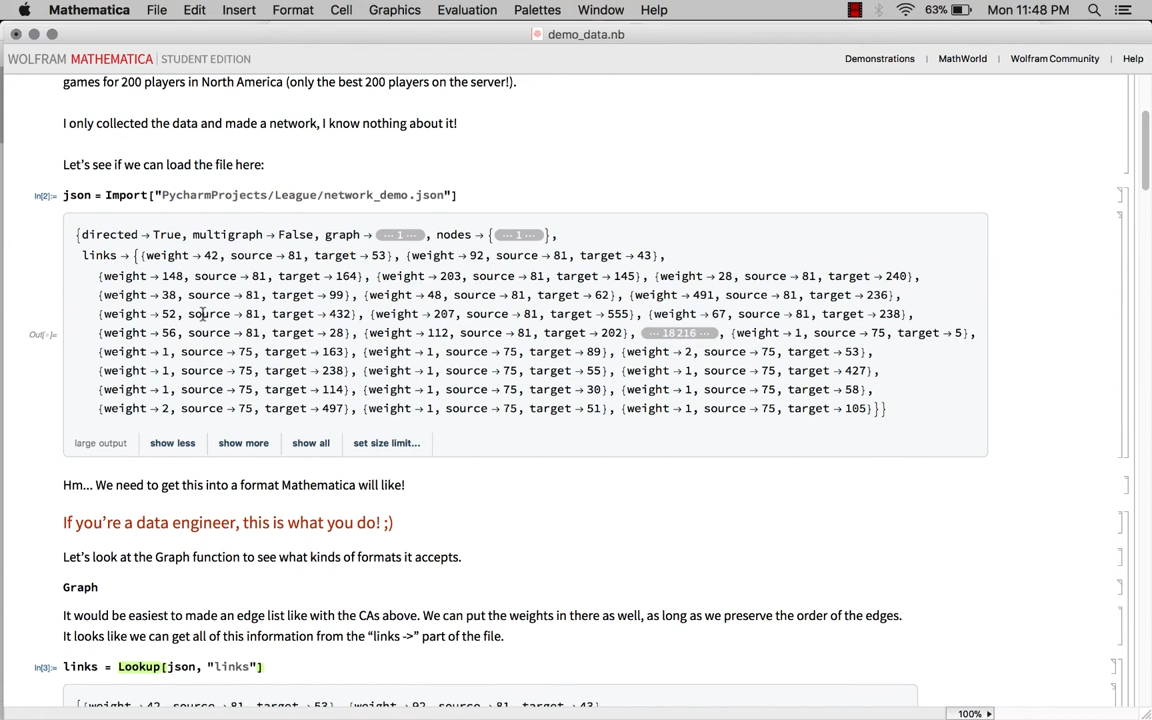 Mathematica File Edit Insert Format Cell Graphics Evaluation Palettes Window Help 63% Mon 11:48 PM
demo_data.nb
WOLFRAM MATHEMATICA | STUDENT EDITION Demonstrations | MathWorld | Wolfram Community | Help
games for 200 players in North America (only the best 200 players on the server!).
I only collected the data and made a network, I know nothing about it!
Let's see if we can load the file here:
In[2]:= json = Import["PycharmProjects/League/network_demo.json"]
{directed → True, multigraph → False, graph → ⋯ 1 ⋯ , nodes → { ⋯ 1 ⋯ },
links → {{weight → 42, source → 81, target → 53}, {weight → 92, source → 81, target → 43},
{weight → 148, source → 81, target → 164}, {weight → 203, source → 81, target → 145}, {weight → 28, source → 81, target → 240},
{weight → 38, source → 81, target → 99}, {weight → 48, source → 81, target → 62}, {weight → 491, source → 81, target → 236},
{weight → 52, source → 81, target → 432}, {weight → 207, source → 81, target → 555}, {weight → 67, source → 81, target → 238},
Out[⋅]= {weight → 56, source → 81, target → 28}, {weight → 112, source → 81, target → 202}, ⋯ 18216 ⋯ , {weight → 1, source → 75, target → 5},
{weight → 1, source → 75, target → 163}, {weight → 1, source → 75, target → 89}, {weight → 2, source → 75, target → 53},
{weight → 1, source → 75, target → 238}, {weight → 1, source → 75, target → 55}, {weight → 1, source → 75, target → 427},
{weight → 1, source → 75, target → 114}, {weight → 1, source → 75, target → 30}, {weight → 1, source → 75, target → 58},
{weight → 2, source → 75, target → 497}, {weight → 1, source → 75, target → 51}, {weight → 1, source → 75, target → 105}}}
large output show less show more show all set size limit...
Hm... We need to get this into a format Mathematica will like!
If you're a data engineer, this is what you do! ;)
Let's look at the Graph function to see what kinds of formats it accepts.
Graph
It would be easiest to made an edge list like with the CAs above. We can put the weights in there as well, as long as we preserve the order of the edges.
It looks like we can get all of this information from the "links ->" part of the file.
In[3]:= links = Lookup[json, "links"]
{{weight → 42, source → 81, target → 53}, {weight → 92, source → 81, target → 43},
100%